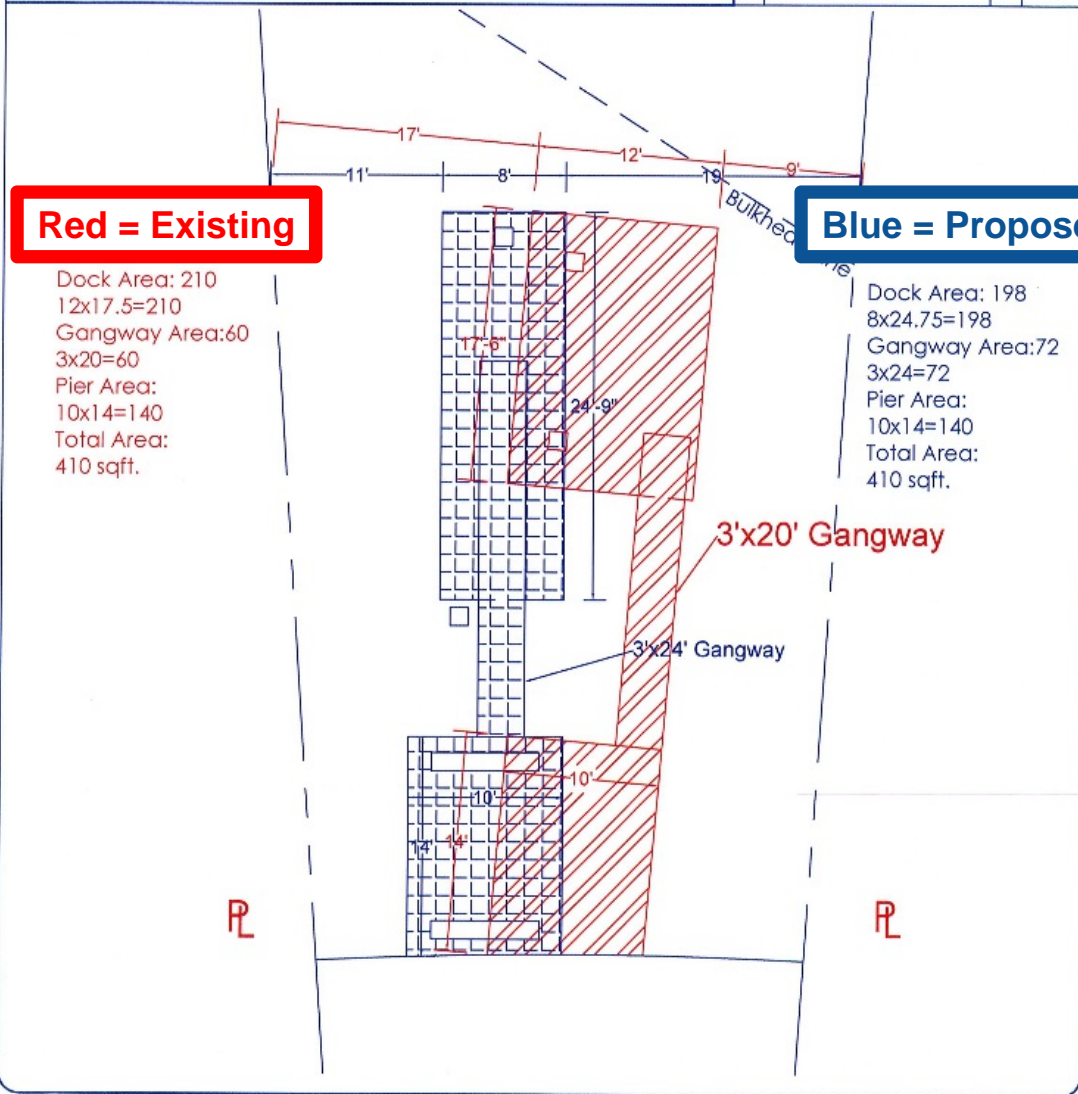 17'
12'
9'
11'
8'
19'
Bulkhead Line
Red = Existing
Blue = Propose
Dock Area: 210
12x17.5=210
Gangway Area:60
3x20=60
Pier Area:
10x14=140
Total Area:
410 sqft.
Dock Area: 198
8x24.75=198
Gangway Area:72
3x24=72
Pier Area:
10x14=140
Total Area:
410 sqft.
17'-6"
24'-9"
3'x20' Gangway
3'x24' Gangway
10'
10'
14'
14'
PL
PL